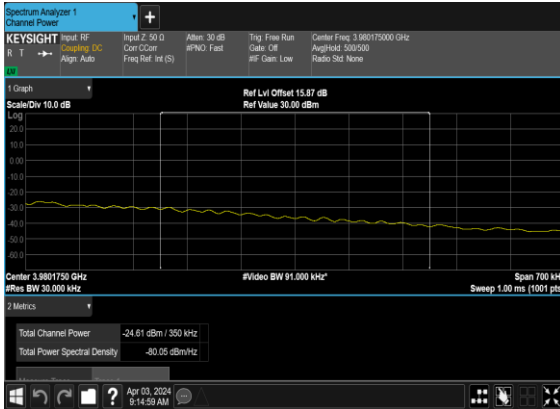 Spectrum Analyzer 1
Channel Power
+
KEYSIGHT
R T
Input: RF
Coupling: DC
Align: Auto
Input Z: 50 Ω
Corr CCorr
Freq Ref: Int (S)
Atten: 30 dB
#PNO: Fast
Trig: Free Run
Gate: Off
#IF Gain: Low
Center Freq: 3.980175000 GHz
Avg|Hold: 500/500
Radio Std: None
1 Graph
Scale/Div 10.0 dB
Ref Lvl Offset 15.87 dB
Ref Value 30.00 dBm
Log
20.0
10.0
0.00
-10.0
-20.0
-30.0
-40.0
-50.0
-60.0
Center 3.9801750 GHz
#Res BW 30.000 kHz
#Video BW 91.000 kHz*
Span 700 kH
Sweep 1.00 ms (1001 pts
2 Metrics
Total Channel Power -24.61 dBm / 350 kHz
Total Power Spectral Density -80.05 dBm/Hz
?
Apr 03, 2024
9:14:59 AM